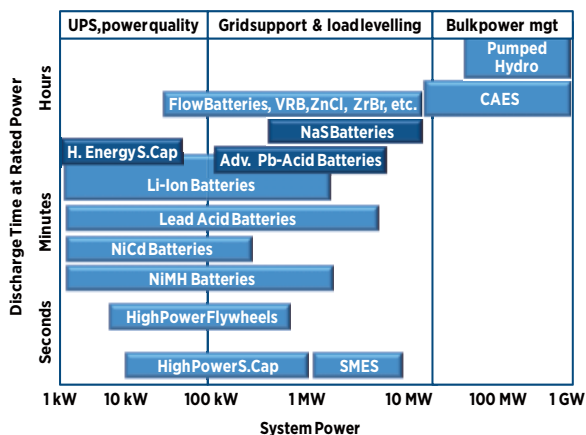 UPS,powerquality
Gridsupport & loadlevelling
Bulkpower mgt
Discharge Time at Rated Power
Hours
Minutes
Seconds
Pumped
Hydro
CAES
FlowBatteries, VRB,ZnCl, ZrBr, etc.
NaSBatteries
H. EnergyS.Cap
Adv. Pb-Acid Batteries
Li-Ion Batteries
Lead Acid Batteries
NiCd Batteries
NiMH Batteries
HighPowerFlywheels
HighPowerS.Cap
SMES
1 kW
10 kW
100 kW
1 MW
10 MW
100 MW
1 GW
System Power